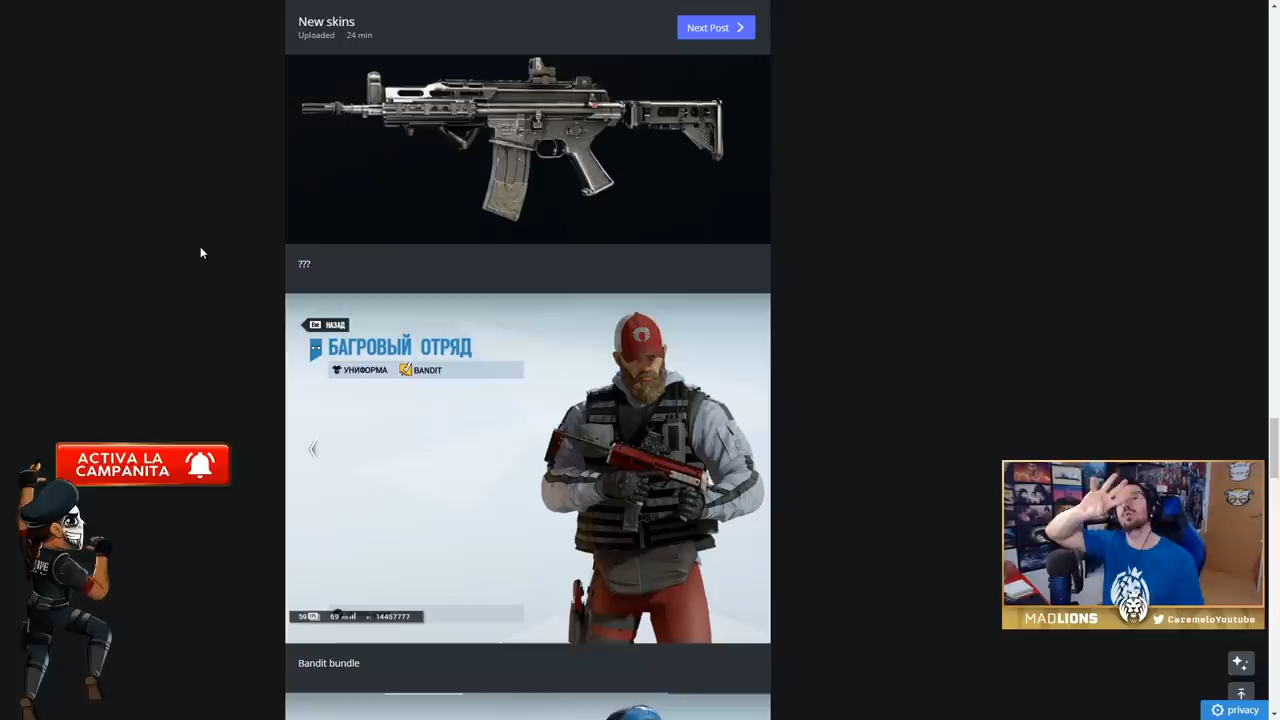 New skins
Uploaded 24 min
Next Post
???
Esc НАЗАД
БАГРОВЫЙ ОТРЯД
УНИФОРМА BANDIT
ACTIVA LA
CAMPANITA
MADLIONS CarameloYoutube
Bandit bundle
privacy